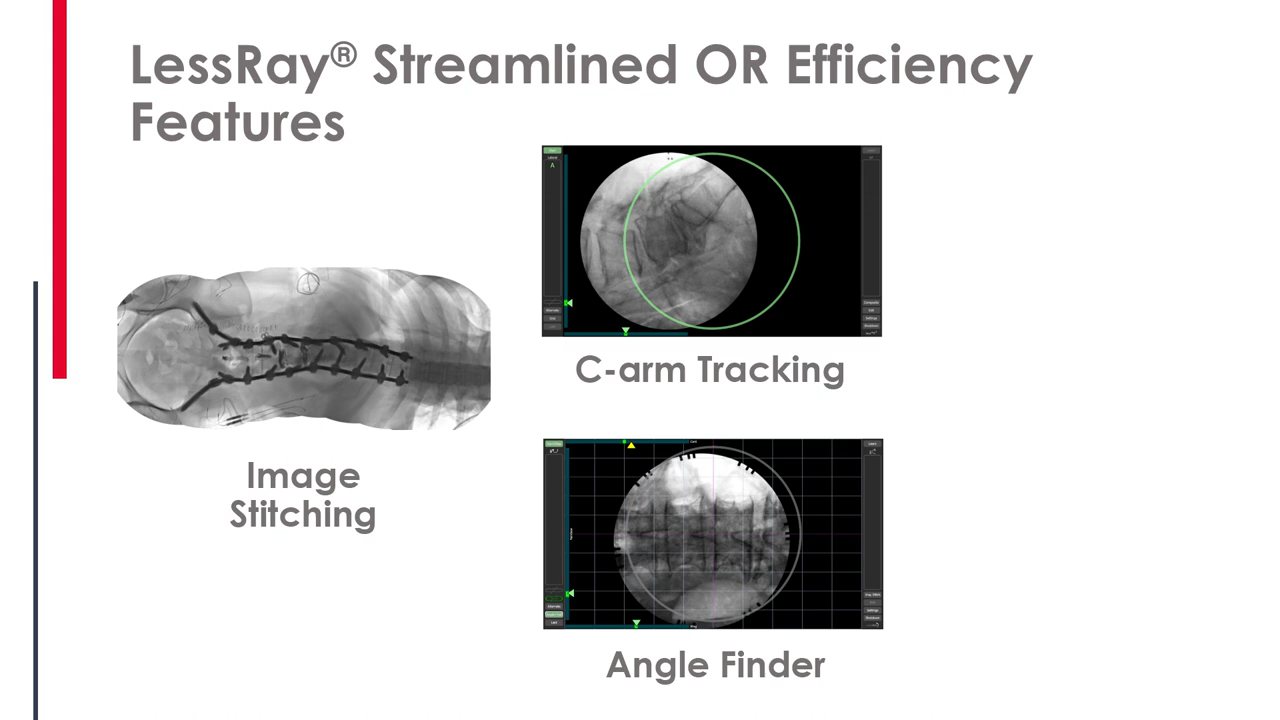 LessRay® Streamlined OR Efficiency
Features
C-arm Tracking
Image
Stitching
Angle Finder